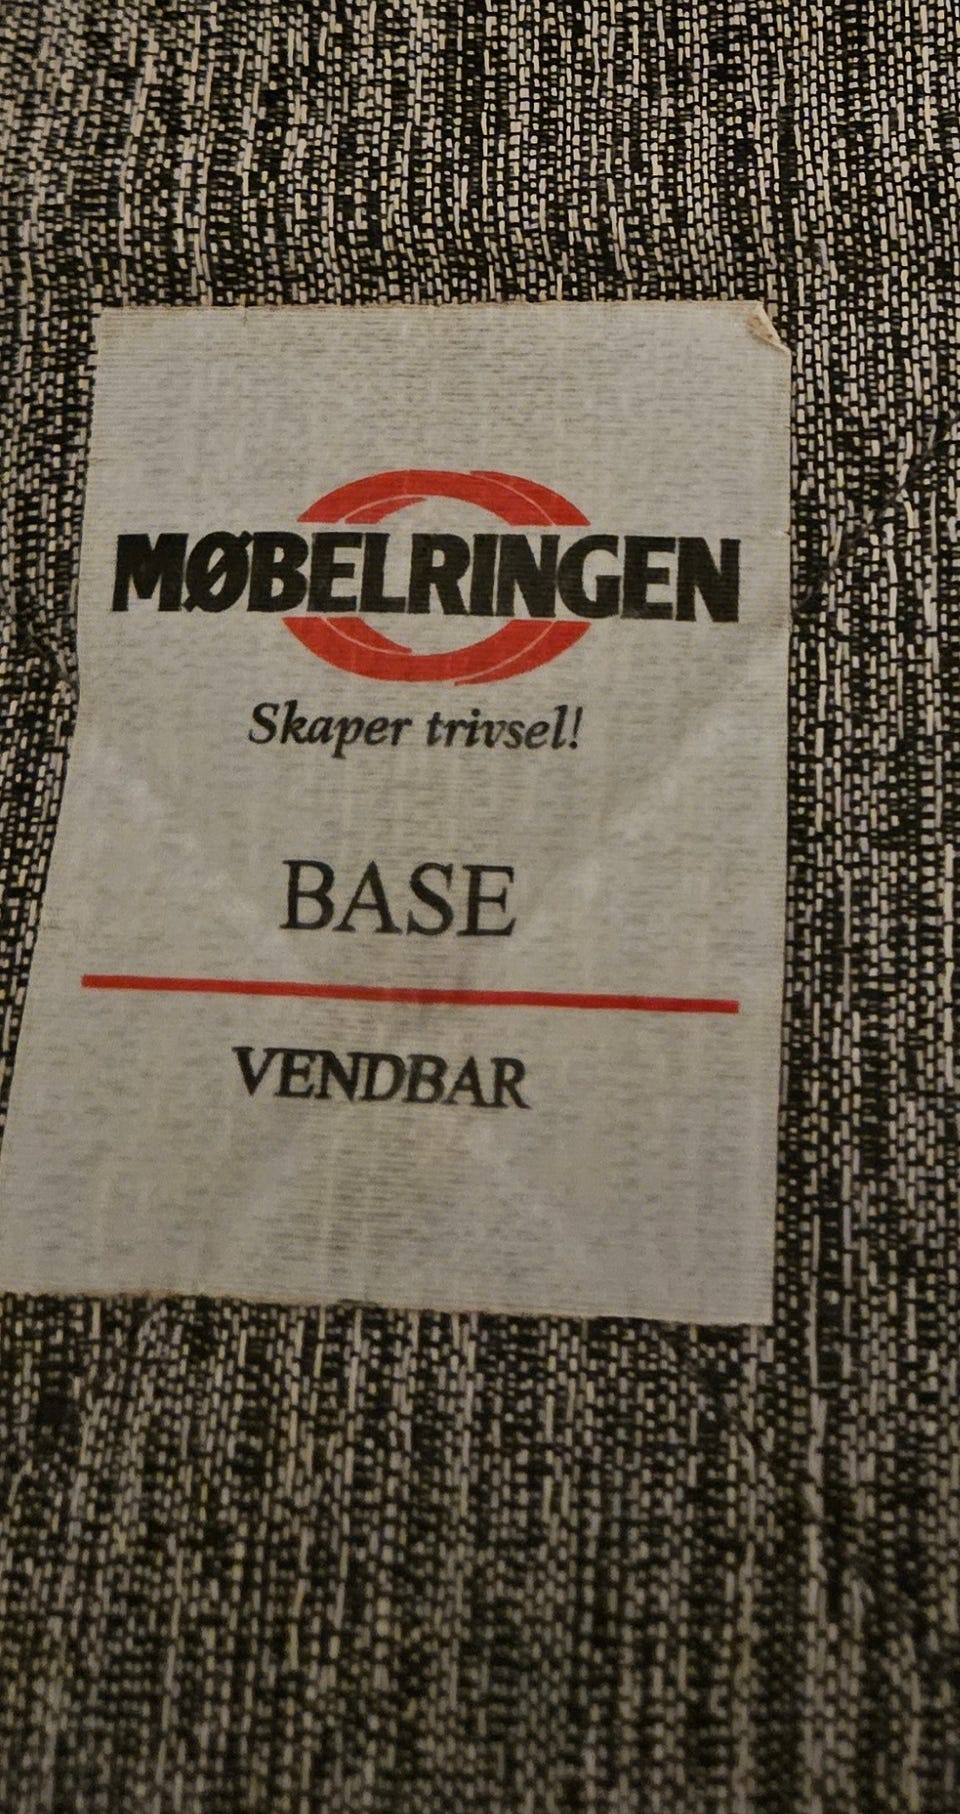 MØBELRINGEN
Skaper trivsel!
BASE
VENDBAR